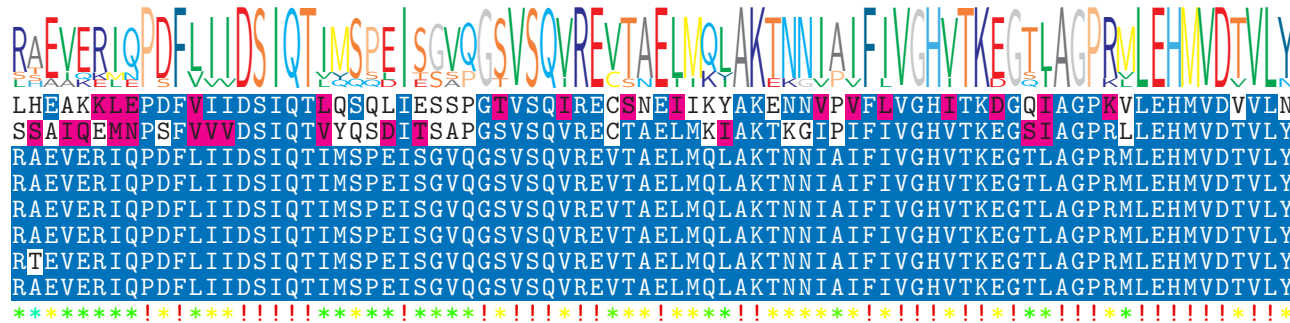 RAEVERIQPDFLIIDSIQTIMSPEISGVQGSVSQVREVTAELMQLAKTNNIAIFIVGHVTKEGTLAGPRMLEHMVDTVLY
LHEAKKLEPDFVIIDSIQTLQSQLIESSPGTVSQIRECSNEIIKYAKENNVPVFLVGHITKDGQIAGPKVLEHMVDVVLN
SSAIQEMNPSFVVVDSIQTVYQSDITSAPGSVSQVRECTAELMKIAKTKGIPIFIVGHVTKEGSIAGPRLLEHMVDTVLY
RAEVERIQPDFLIIDSIQTIMSPEISGVQGSVSQVREVTAELMQLAKTNNIAIFIVGHVTKEGTLAGPRMLEHMVDTVLY
RAEVERIQPDFLIIDSIQTIMSPEISGVQGSVSQVREVTAELMQLAKTNNIAIFIVGHVTKEGTLAGPRMLEHMVDTVLY
RAEVERIQPDFLIIDSIQTIMSPEISGVQGSVSQVREVTAELMQLAKTNNIAIFIVGHVTKEGTLAGPRMLEHMVDTVLY
RAEVERIQPDFLIIDSIQTIMSPEISGVQGSVSQVREVTAELMQLAKTNNIAIFIVGHVTKEGTLAGPRMLEHMVDTVLY
RTEVERIQPDFLIIDSIQTIMSPEISGVQGSVSQVREVTAELMQLAKTNNIAIFIVGHVTKEGTLAGPRMLEHMVDTVLY
RAEVERIQPDFLIIDSIQTIMSPEISGVQGSVSQVREVTAELMQLAKTNNIAIFIVGHVTKEGTLAGPRMLEHMVDTVLY
********!*!***!!!!!*****!****!*!!!*!!***!****!!******!*!!!*!!*!**!!!**!!!!!!*!!*